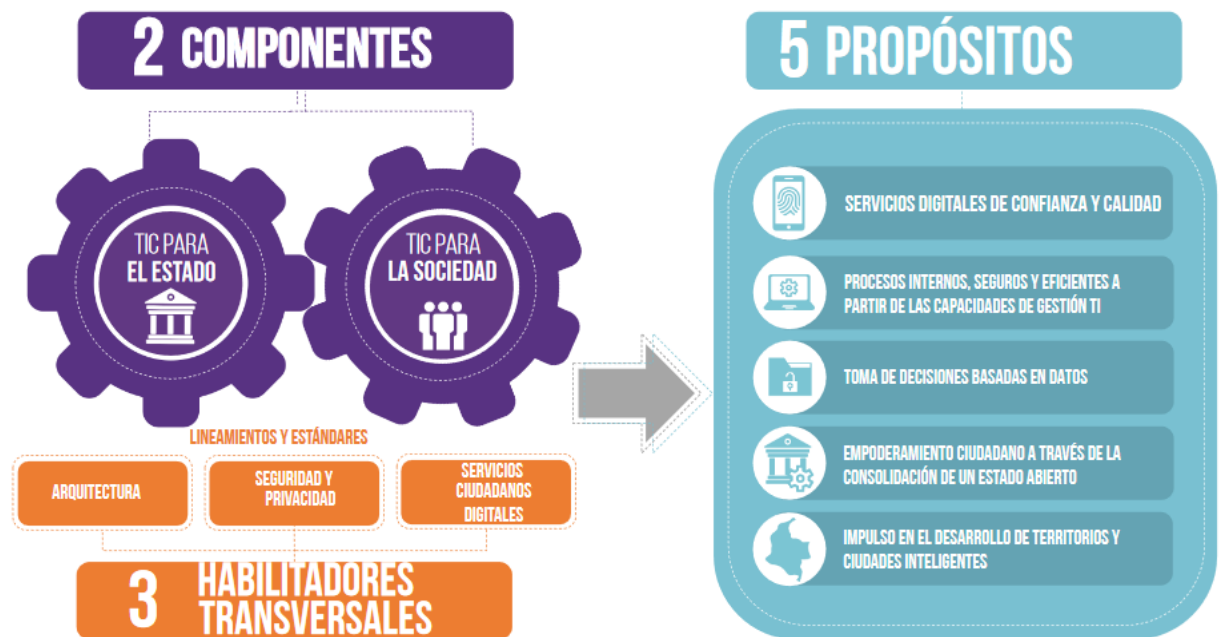 2 COMPONENTES
TIC PARA
EL ESTADO
TIC PARA
LA SOCIEDAD
LINEAMIENTOS Y ESTÁNDARES
ARQUITECTURA
SEGURIDAD Y
PRIVACIDAD
SERVICIOS
CIUDADANOS
DIGITALES
3 HABILITADORES
TRANSVERSALES
5 PROPÓSITOS
SERVICIOS DIGITALES DE CONFIANZA Y CALIDAD
PROCESOS INTERNOS, SEGUROS Y EFICIENTES A
PARTIR DE LAS CAPACIDADES DE GESTIÓN TI
TOMA DE DECISIONES BASADAS EN DATOS
EMPODERAMIENTO CIUDADANO A TRAVÉS DE LA
CONSOLIDACIÓN DE UN ESTADO ABIERTO
IMPULSO EN EL DESARROLLO DE TERRITORIOS Y
CIUDADES INTELIGENTES